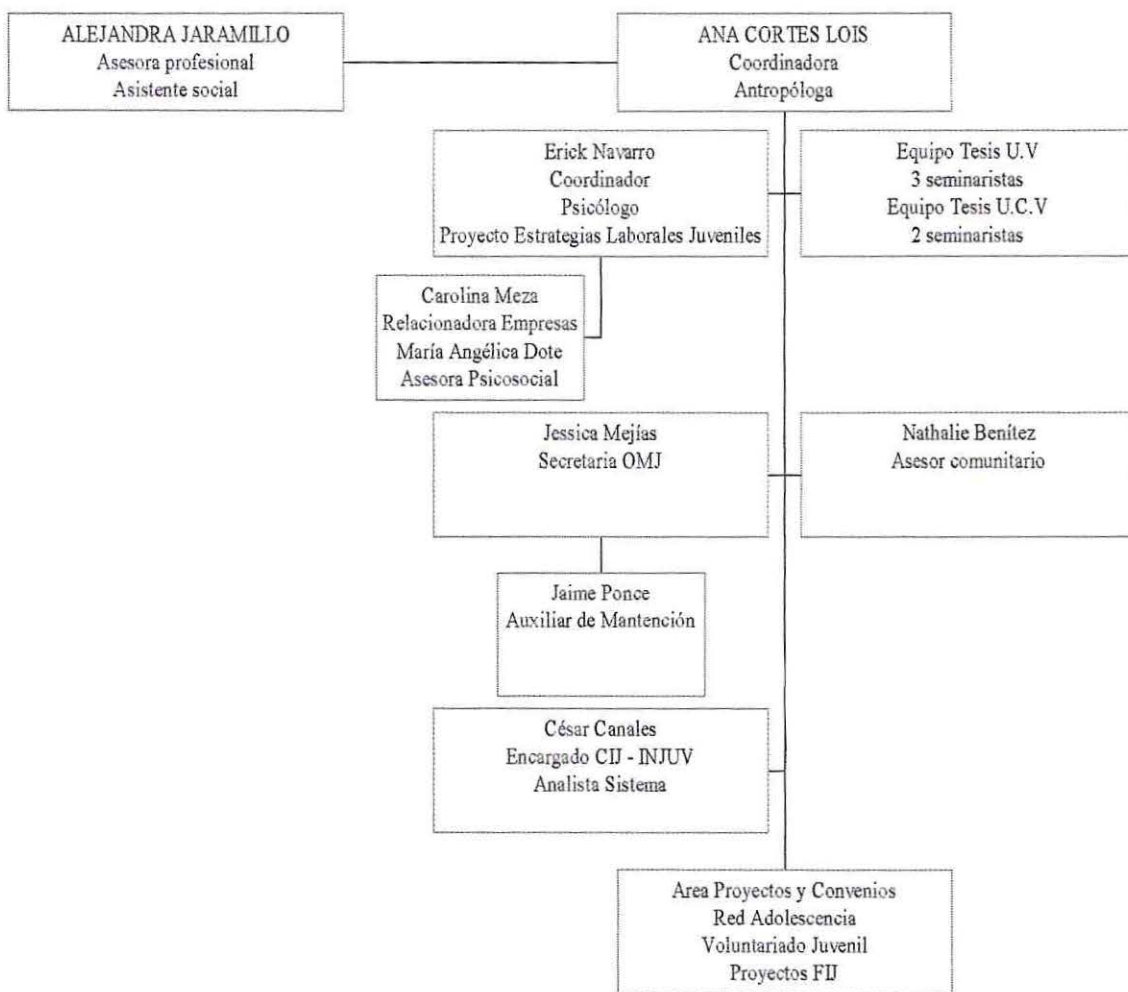 ALEJANDRA JARAMILLO
Asesora profesional
Asistente social
ANA CORTES LOIS
Coordinadora
Antropóloga
Erick Navarro
Coordinador
Psicólogo
Proyecto Estrategias Laborales Juveniles
Equipo Tesis U.V
3 seminaristas
Equipo Tesis U.C.V
2 seminaristas
Carolina Meza
Relacionadora Empresas
María Angélica Dote
Asesora Psicosocial
Jessica Mejías
Secretaria OMJ
Nathalie Benítez
Asesor comunitario
Jaime Ponce
Auxiliar de Mantención
César Canales
Encargado CIJ - INJUV
Analista Sistema
Area Proyectos y Convenios
Red Adolescencia
Voluntariado Juvenil
Proyectos FIJ